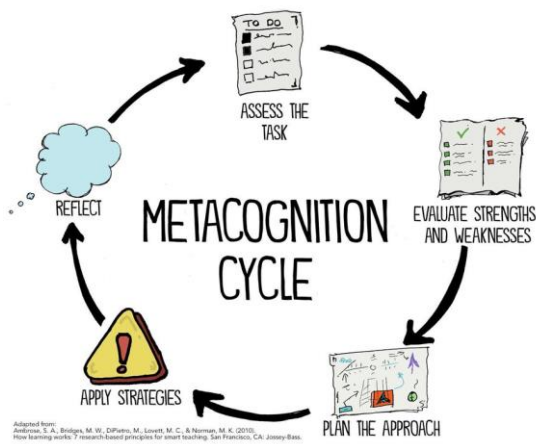 TO DO
ASSESS THE
TASK
EVALUATE STRENGTHS
AND WEAKNESSES
PLAN THE APPROACH
APPLY STRATEGIES
REFLECT
METACOGNITION
CYCLE
Adapted from:
Ambrose, S. A., Bridges, M. W., DiPietro, M., Lovett, M. C., & Norman, M. K. (2010).
How learning works: 7 research-based principles for smart teaching. San Francisco, CA: Jossey-Bass.